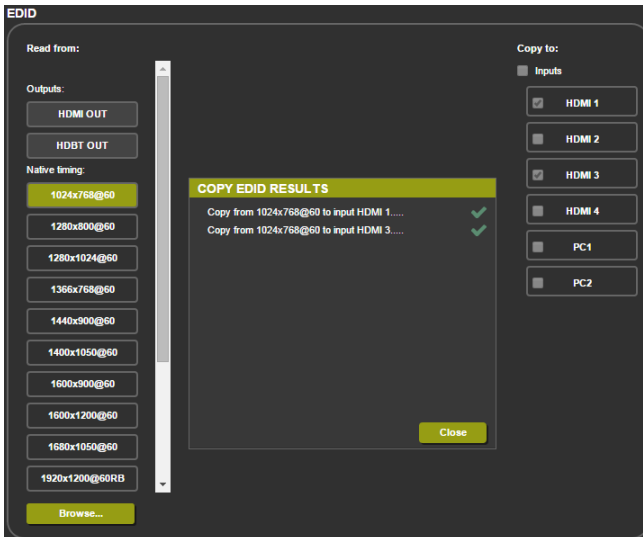 EDID
Read from:
Outputs:
HDMI OUT
HDBT OUT
Native timing:
1024x768@60
1280x800@60
1280x1024@60
1366x768@60
1440x900@60
1400x1050@60
1600x900@60
1600x1200@60
1680x1050@60
1920x1200@60RB
Browse...
COPY EDID RESULTS
Copy from 1024x768@60 to input HDMI 1.....
Copy from 1024x768@60 to input HDMI 3.....
Close
Copy to:
Inputs
HDMI 1
HDMI 2
HDMI 3
HDMI 4
PC1
PC2